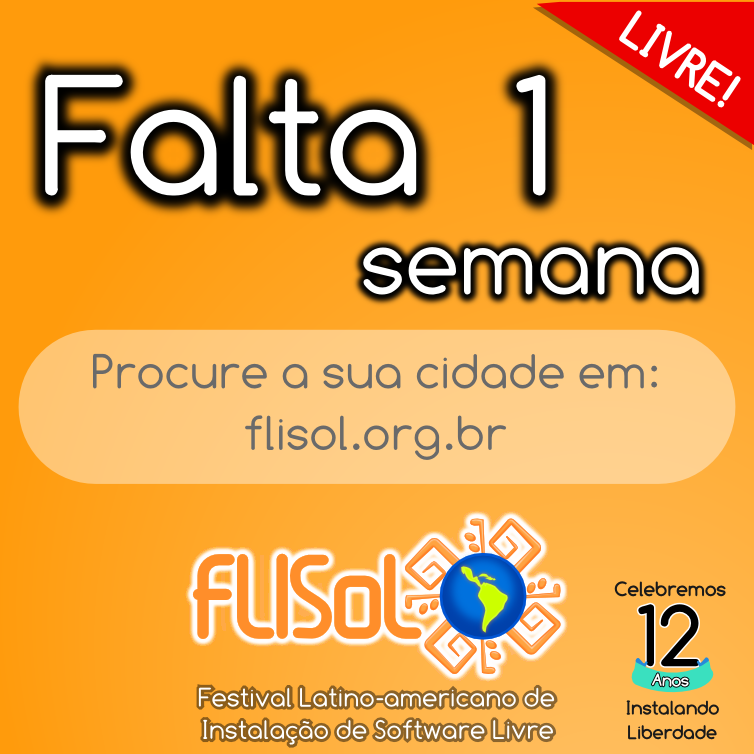 LIVRE!
Falta 1
semana
Procure a sua cidade em:
flisol.org.br
FLISoL
Festival Latino-americano de
Instalação de Software Livre
Celebremos
12
Anos
Instalando
Liberdade